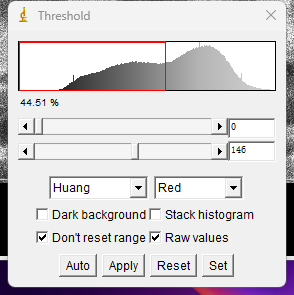 Threshold
44.51 %
0
146
Huang Red
Dark background Stack histogram
Don't reset range Raw values
Auto Apply Reset Set